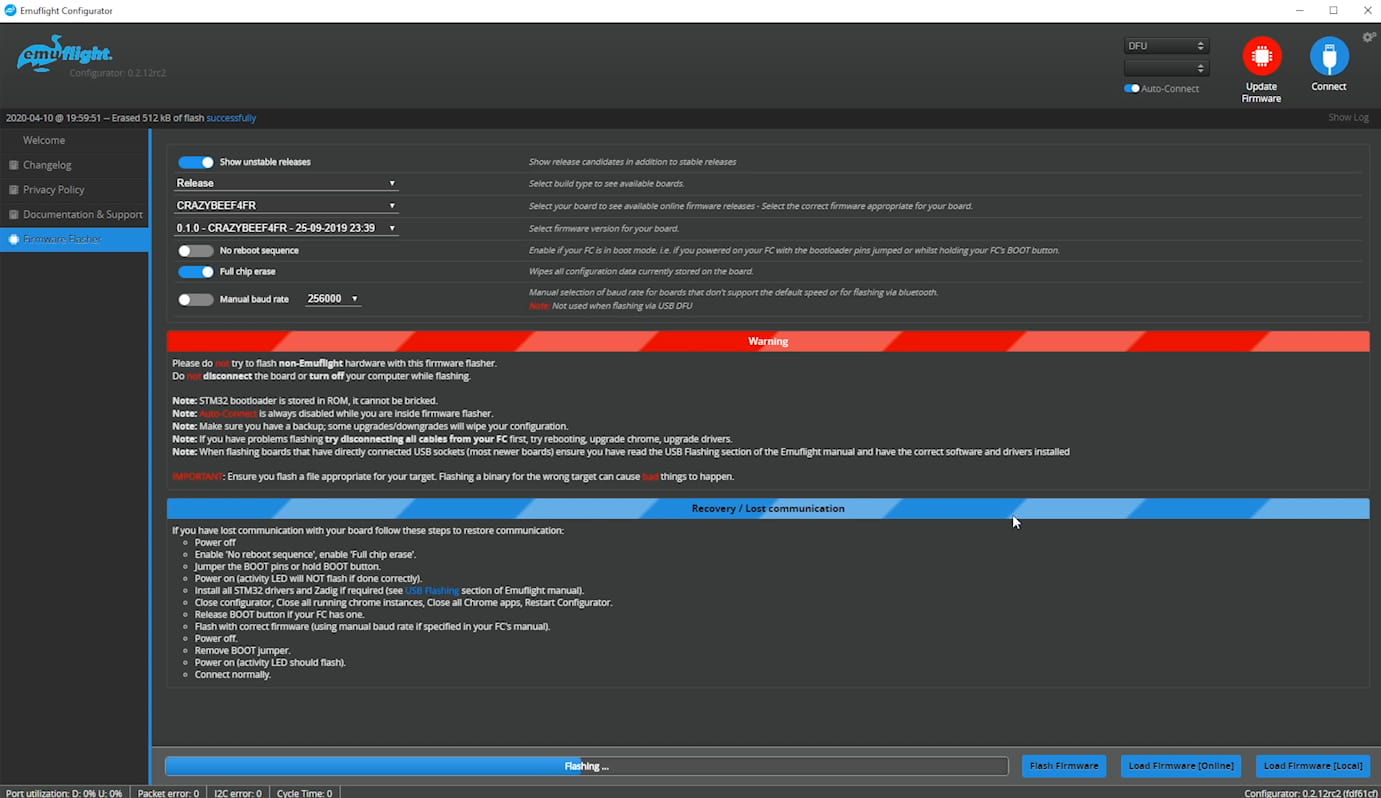 Emuflight Configurator
emuflight.
Configurator: 0.2.12rc2
DFU
Auto-Connect
Update Firmware
Connect
2020-04-10 @ 19:59:51 -- Erased 512 kB of flash successfully
Show Log
Welcome
Changelog
Privacy Policy
Documentation & Support
Firmware Flasher
Show unstable releases
Show release candidates in addition to stable releases
Release
Select build type to see available boards.
CRAZYBEEF4FR
Select your board to see available online firmware releases - Select the correct firmware appropriate for your board.
0.1.0 - CRAZYBEEF4FR - 25-09-2019 23:39
Select firmware version for your board.
No reboot sequence
Enable if your FC is in boot mode. i.e. if you powered on your FC with the bootloader pins jumped or whilst holding your FC's BOOT button.
Full chip erase
Wipes all configuration data currently stored on the board.
Manual baud rate
256000
Manual selection of baud rate for boards that don't support the default speed or for flashing via bluetooth.
Note: Not used when flashing via USB DFU
Warning
Please do not try to flash non-Emuflight hardware with this firmware flasher.
Do not disconnect the board or turn off your computer while flashing.
Note: STM32 bootloader is stored in ROM, it cannot be bricked.
Note: Auto-Connect is always disabled while you are inside firmware flasher.
Note: Make sure you have a backup; some upgrades/downgrades will wipe your configuration.
Note: If you have problems flashing try disconnecting all cables from your FC first, try rebooting, upgrade chrome, upgrade drivers.
Note: When flashing boards that have directly connected USB sockets (most newer boards) ensure you have read the USB Flashing section of the Emuflight manual and have the correct software and drivers installed
IMPORTANT: Ensure you flash a file appropriate for your target. Flashing a binary for the wrong target can cause bad things to happen.
Recovery / Lost communication
If you have lost communication with your board follow these steps to restore communication:
Power off
Enable 'No reboot sequence', enable 'Full chip erase'.
Jumper the BOOT pins or hold BOOT button.
Power on (activity LED will NOT flash if done correctly).
Install all STM32 drivers and Zadig if required (see USB Flashing section of Emuflight manual).
Close configurator, Close all running chrome instances, Close all Chrome apps, Restart Configurator.
Release BOOT button if your FC has one.
Flash with correct firmware (using manual baud rate if specified in your FC's manual).
Power off.
Remove BOOT jumper.
Power on (activity LED should flash).
Connect normally.
Flashing ...
Flash Firmware
Load Firmware [Online]
Load Firmware [Local]
Port utilization: D: 0% U: 0%
Packet error: 0
I2C error: 0
Cycle Time: 0
Configurator: 0.2.12rc2 (fdf61cf)